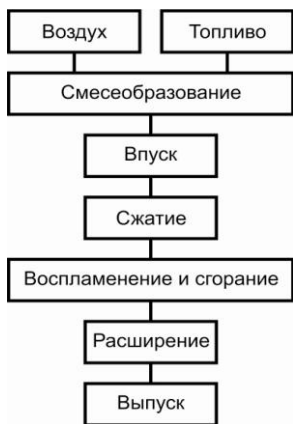 Воздух
Топливо
Смесеобразование
Впуск
Сжатие
Воспламенение и сгорание
Расширение
Выпуск